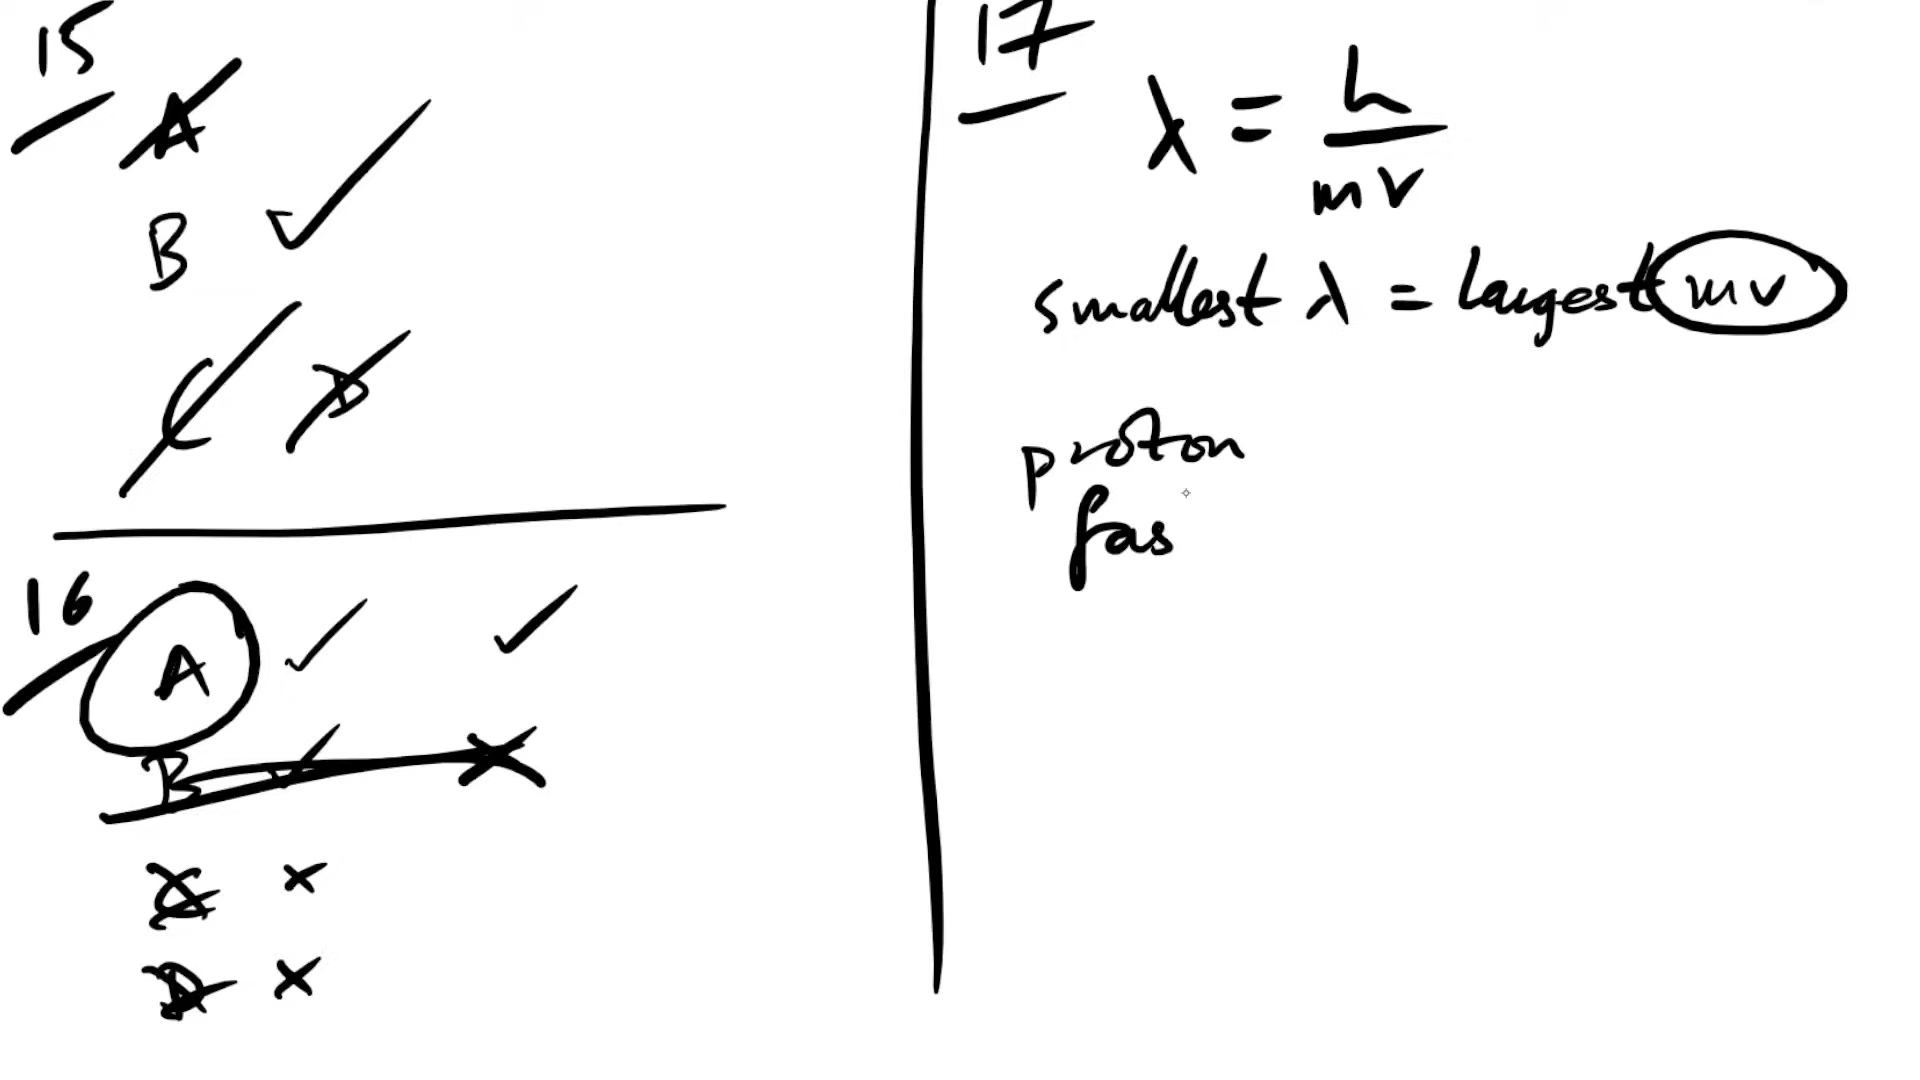 15
A
B ✓
C D
16
A ✓ ✓
B ✓ ×
C ×
D ×
17
λ = h / mv
smallest λ = largest mv
proton
fas